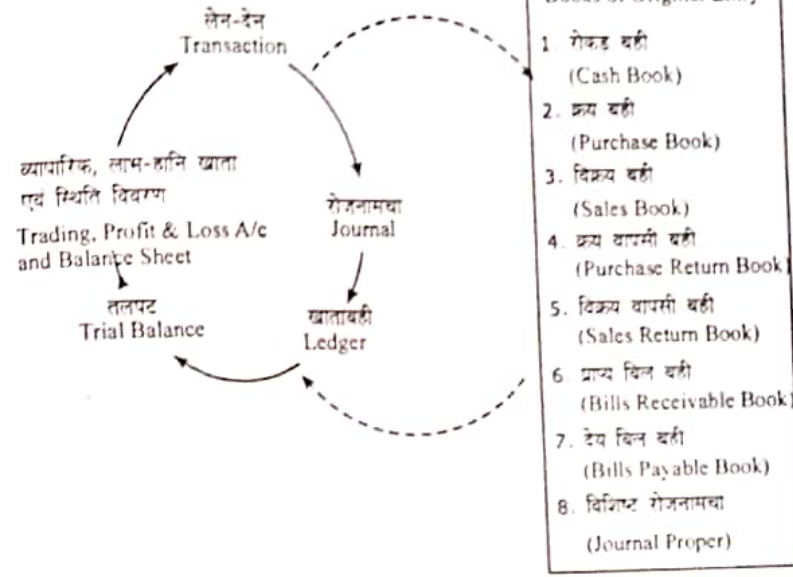 लेन-देन
Transaction
व्यापारिक, लाभ-हानि खाता
एवं स्थिति विवरण
Trading, Profit & Loss A/c
and Balance Sheet
रोजनामचा
Journal
तलपट
Trial Balance
खाताबही
Ledger
1. रोकड बही
(Cash Book)
2. क्रय बही
(Purchase Book)
3. विक्रय बही
(Sales Book)
4. क्रय वापसी बही
(Purchase Return Book)
5. विक्रय वापसी बही
(Sales Return Book)
6. प्राप्य बिल बही
(Bills Receivable Book)
7. देय बिल बही
(Bills Payable Book)
8. विशिष्ट रोजनामचा
(Journal Proper)